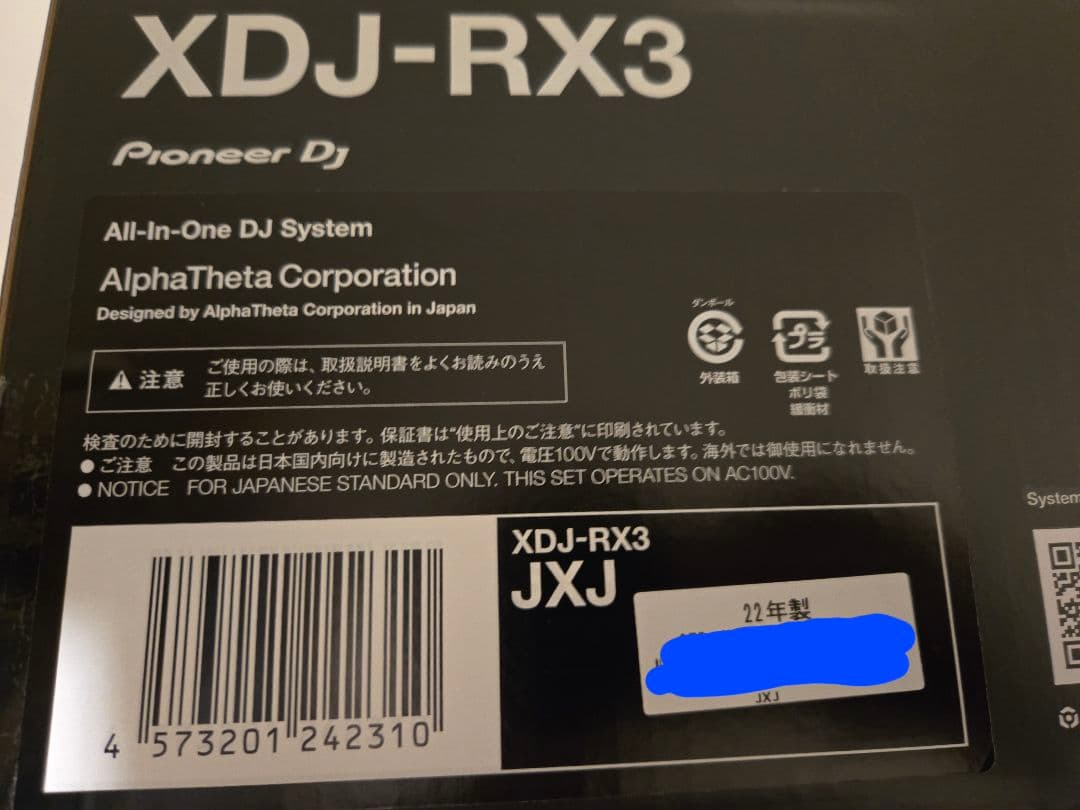 XDJ-RX3
Pioneer Dj
All-In-One DJ System
AlphaTheta Corporation
Designed by AlphaTheta Corporation in Japan
注意
ご使用の際は、取扱説明書をよくお読みのうえ
正しくお使いください。
ダンボール
外装箱
プラ
包装シート
ポリ袋
緩衝材
取扱注意
検査のために開封することがあります。保証書は“使用上のご注意”に印刷されています。
●ご注意 この製品は日本国内向けに製造されたもので、電圧100Vで動作します。海外では御使用になれません。
●NOTICE FOR JAPANESE STANDARD ONLY. THIS SET OPERATES ON AC100V.
System
XDJ-RX3
JXJ
22年製
JXJ
4 573201 242310